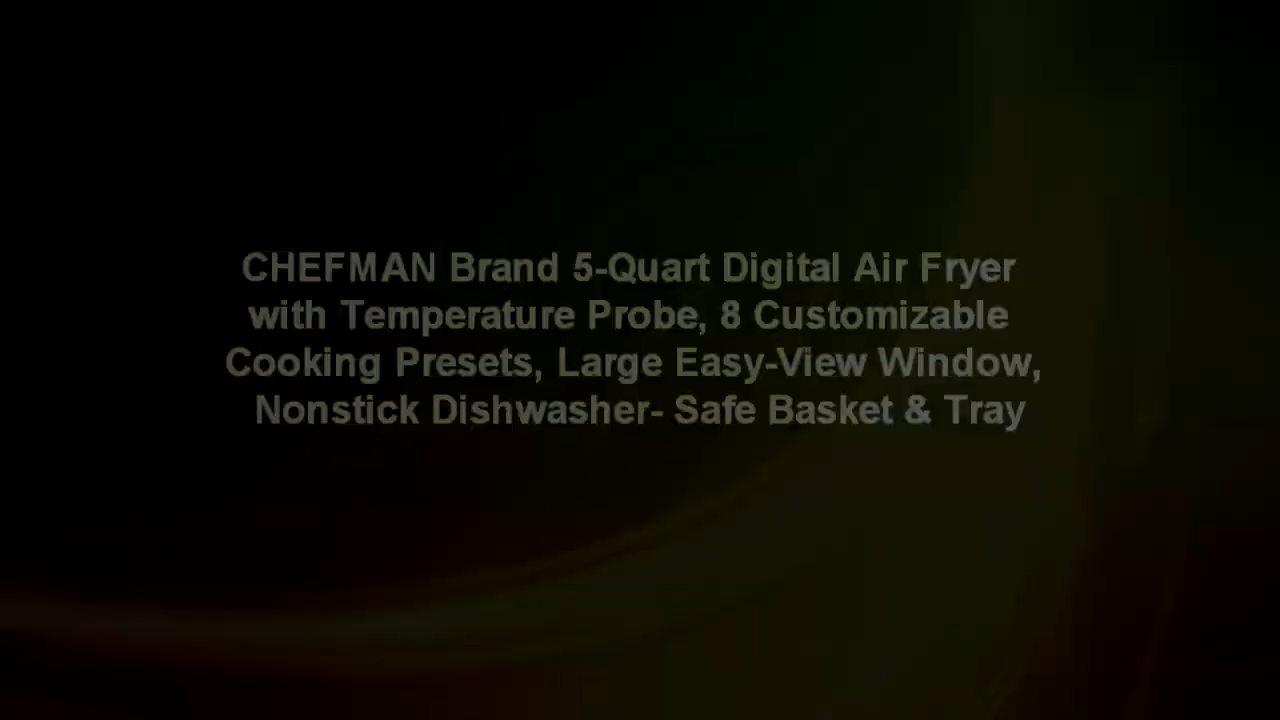 CHEFMAN Brand 5-Quart Digital Air Fryer
with Temperature Probe, 8 Customizable
Cooking Presets, Large Easy-View Window,
Nonstick Dishwasher- Safe Basket & Tray